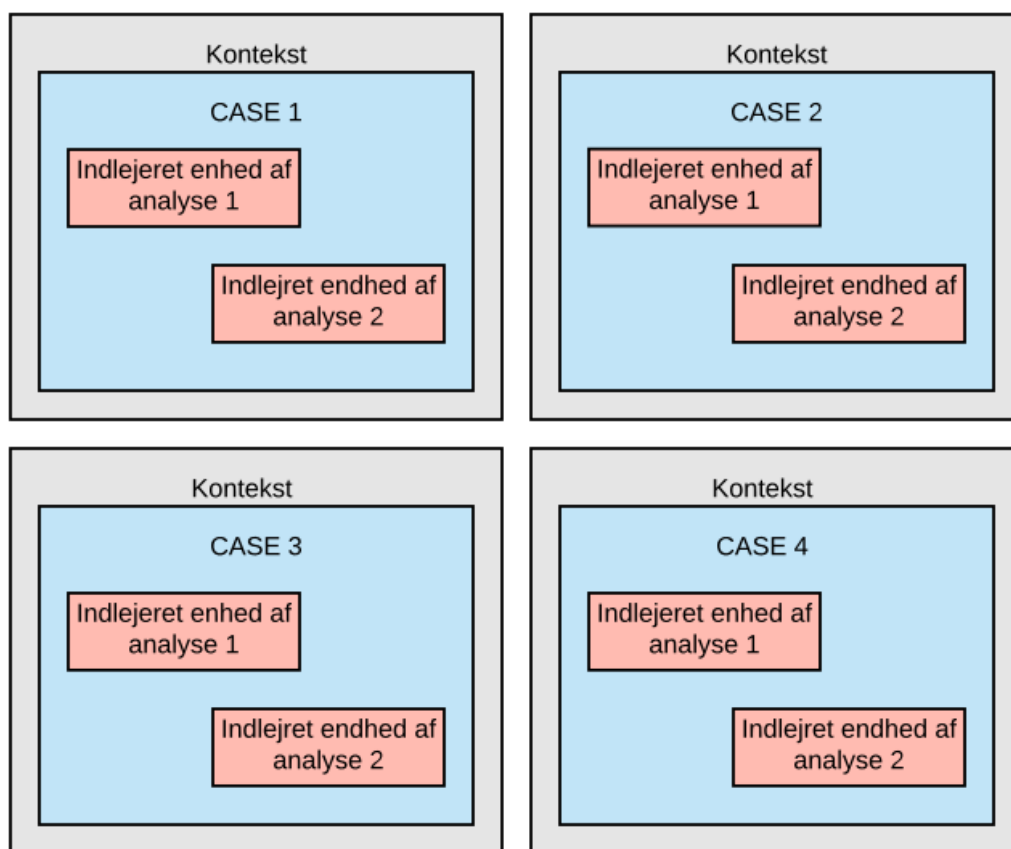 Kontekst
CASE 1
Indlejeret enhed af
analyse 1
Indlejret endhed af
analyse 2
Kontekst
CASE 2
Indlejeret enhed af
analyse 1
Indlejret endhed af
analyse 2
Kontekst
CASE 3
Indlejeret enhed af
analyse 1
Indlejret endhed af
analyse 2
Kontekst
CASE 4
Indlejeret enhed af
analyse 1
Indlejret endhed af
analyse 2